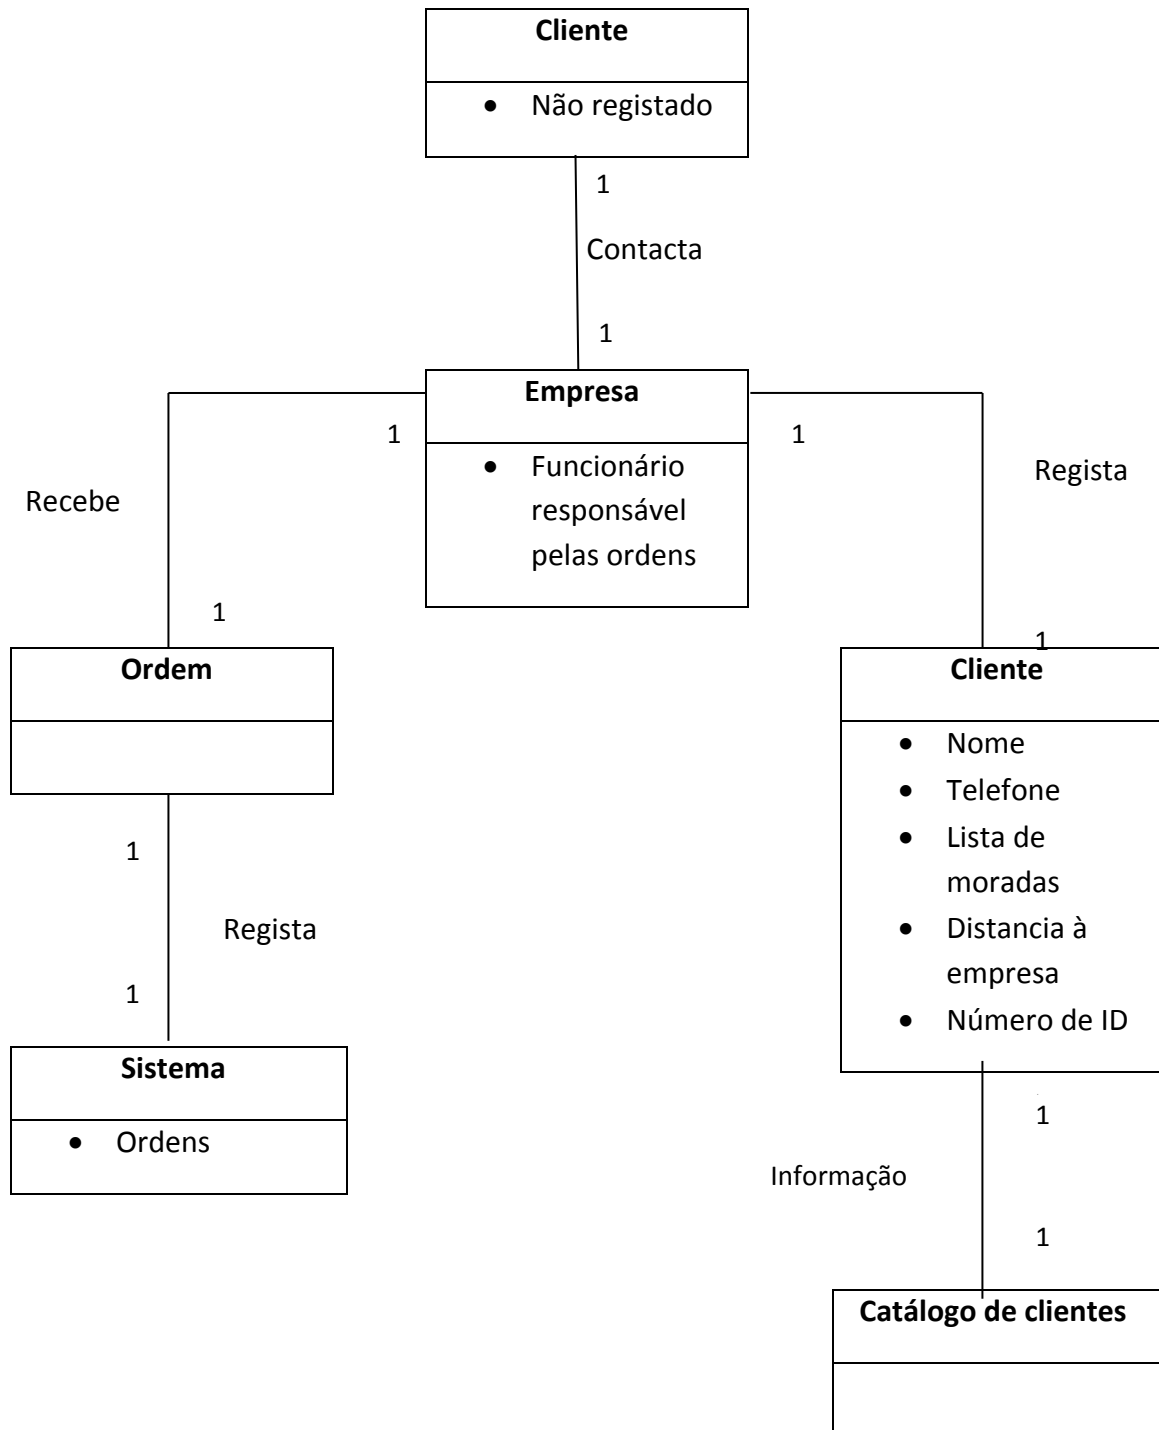 Cliente
• Não registado
1
Contacta
1
Empresa
1
1
• Funcionário
responsável
pelas ordens
Recebe
Regista
1
1
Ordem
Cliente
• Nome
• Telefone
• Lista de
moradas
• Distancia à
empresa
• Número de ID
1
Regista
1
Sistema
• Ordens
1
Informação
1
Catálogo de clientes